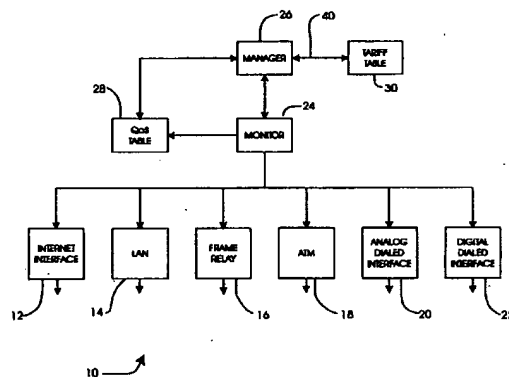 26
40
MANAGER
TARIFF
TABLE
30
28
24
QoS
TABLE
MONITOR
INTERNET
INTERFACE
LAN
FRAME
RELAY
ATM
ANALOG
DIALED
INTERFACE
DIGITAL
DIALED
INTERFACE
12
14
16
18
20
22
10